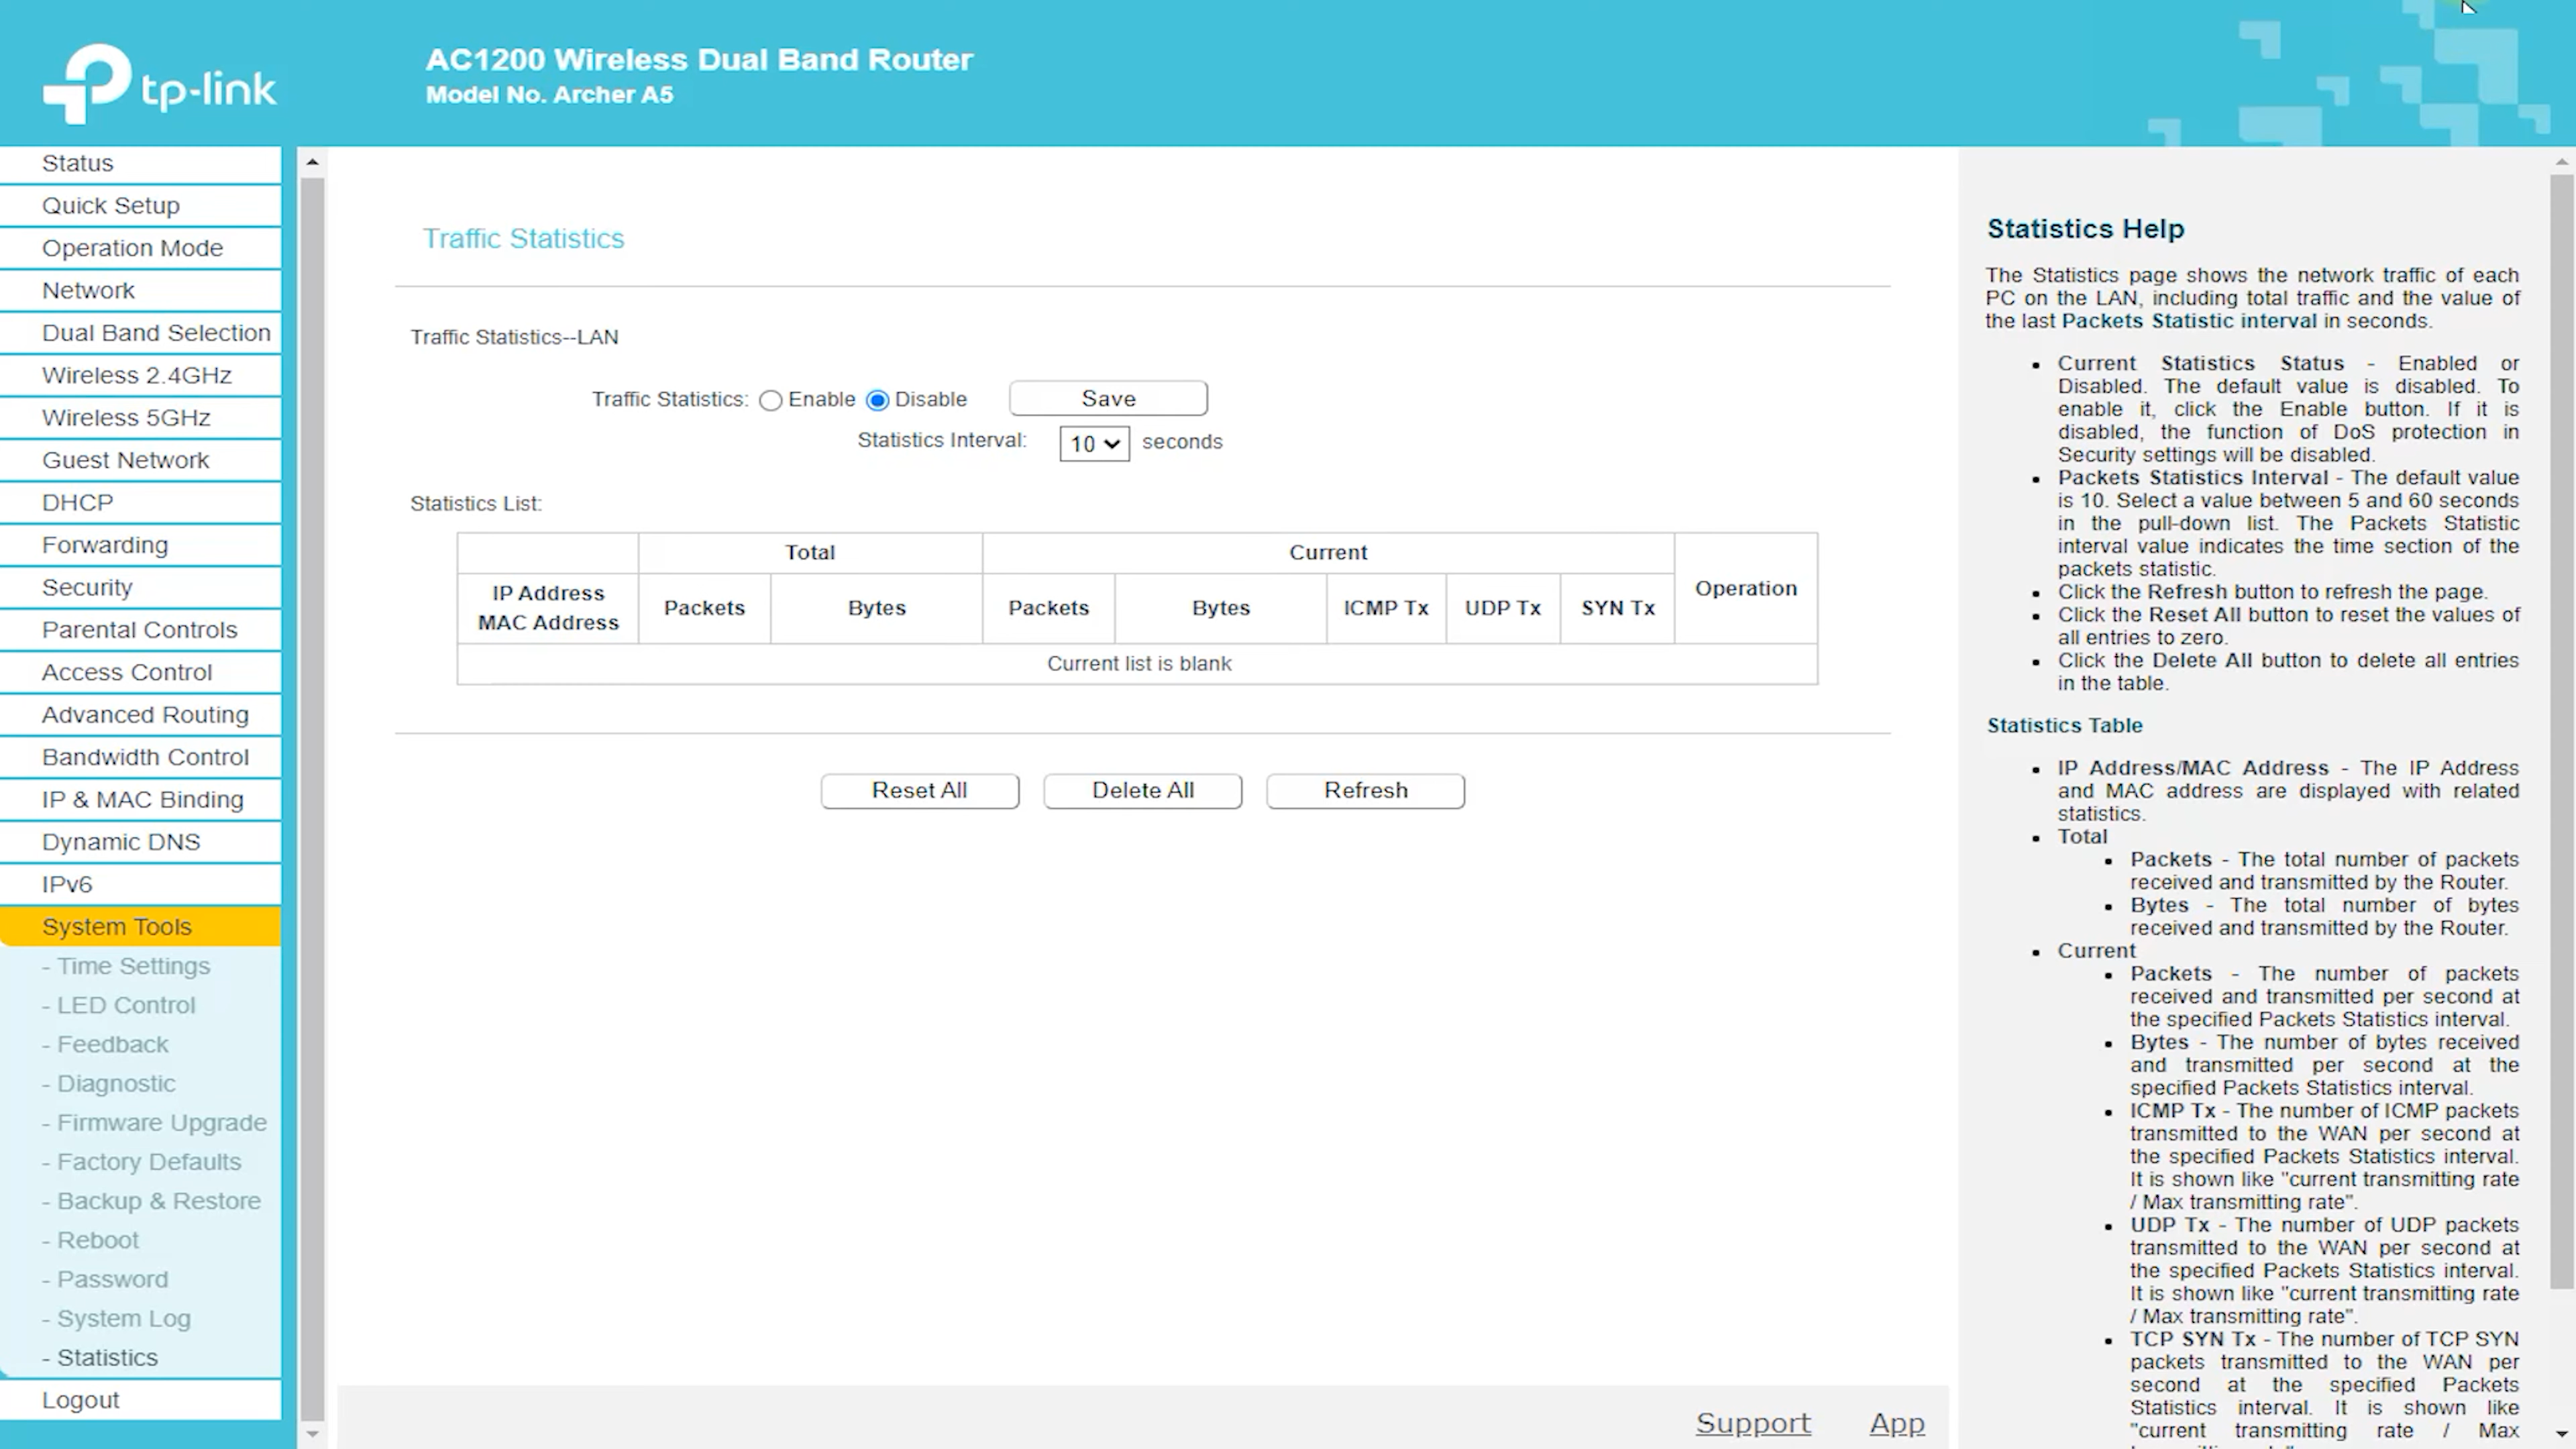 tp-link
AC1200 Wireless Dual Band Router
Model No. Archer A5
Status
Quick Setup
Operation Mode
Network
Dual Band Selection
Wireless 2.4GHz
Wireless 5GHz
Guest Network
DHCP
Forwarding
Security
Parental Controls
Access Control
Advanced Routing
Bandwidth Control
IP & MAC Binding
Dynamic DNS
IPv6
System Tools
- Time Settings
- LED Control
- Feedback
- Diagnostic
- Firmware Upgrade
- Factory Defaults
- Backup & Restore
- Reboot
- Password
- System Log
- Statistics
Logout
Traffic Statistics
Traffic Statistics--LAN
Traffic Statistics: Enable Disable Save
Statistics Interval: 10 seconds
Statistics List:
Total Current
IP Address
MAC Address Packets Bytes Packets Bytes ICMP Tx UDP Tx SYN Tx Operation
Current list is blank
Reset All Delete All Refresh
Support App
Statistics Help
The Statistics page shows the network traffic of each
PC on the LAN, including total traffic and the value of
the last Packets Statistic interval in seconds.
• Current Statistics Status - Enabled or
Disabled. The default value is disabled. To
enable it, click the Enable button. If it is
disabled, the function of DoS protection in
Security settings will be disabled.
• Packets Statistics Interval - The default value
is 10. Select a value between 5 and 60 seconds
in the pull-down list. The Packets Statistic
interval value indicates the time section of the
packets statistic.
• Click the Refresh button to refresh the page.
• Click the Reset All button to reset the values of
all entries to zero.
• Click the Delete All button to delete all entries
in the table.
Statistics Table
• IP Address/MAC Address - The IP Address
and MAC address are displayed with related
statistics.
• Total
• Packets - The total number of packets
received and transmitted by the Router.
• Bytes - The total number of bytes
received and transmitted by the Router.
• Current
• Packets - The number of packets
received and transmitted per second at
the specified Packets Statistics interval.
• Bytes - The number of bytes received
and transmitted per second at the
specified Packets Statistics interval.
• ICMP Tx - The number of ICMP packets
transmitted to the WAN per second at
the specified Packets Statistics interval.
It is shown like "current transmitting rate
/ Max transmitting rate".
• UDP Tx - The number of UDP packets
transmitted to the WAN per second at
the specified Packets Statistics interval.
It is shown like "current transmitting rate
/ Max transmitting rate".
• TCP SYN Tx - The number of TCP SYN
packets transmitted to the WAN per
second at the specified Packets
Statistics interval. It is shown like
"current transmitting rate / Max